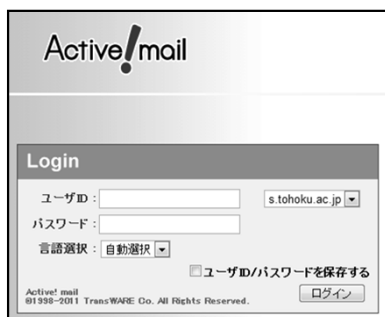 Active!mail
Login
ユーザID： s.tohoku.ac.jp
パスワード：
言語選択： 自動選択
ユーザID/パスワードを保存する
Active! mail ログイン
©1998-2011 TransWARE Co. All Rights Reserved.